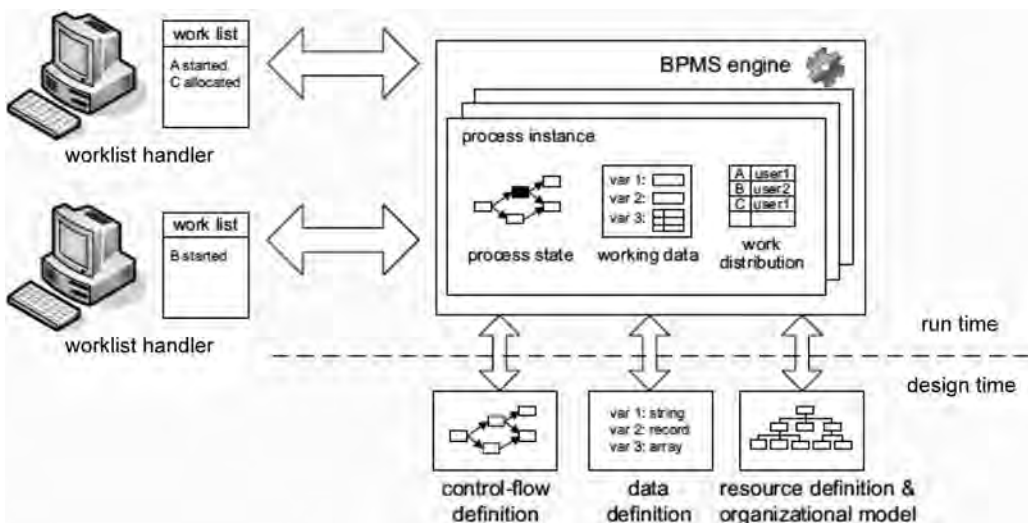 work list
A started
C allocated
worklist handler
work list
B started
worklist handler
BPMS engine
process instance
var 1:
var 2:
var 3:
A user1
B user2
C user1
process state
working data
work
distribution
run time
design time
var 1: string
var 2: record
var 3: array
control-flow
definition
data
definition
resource definition &
organizational model